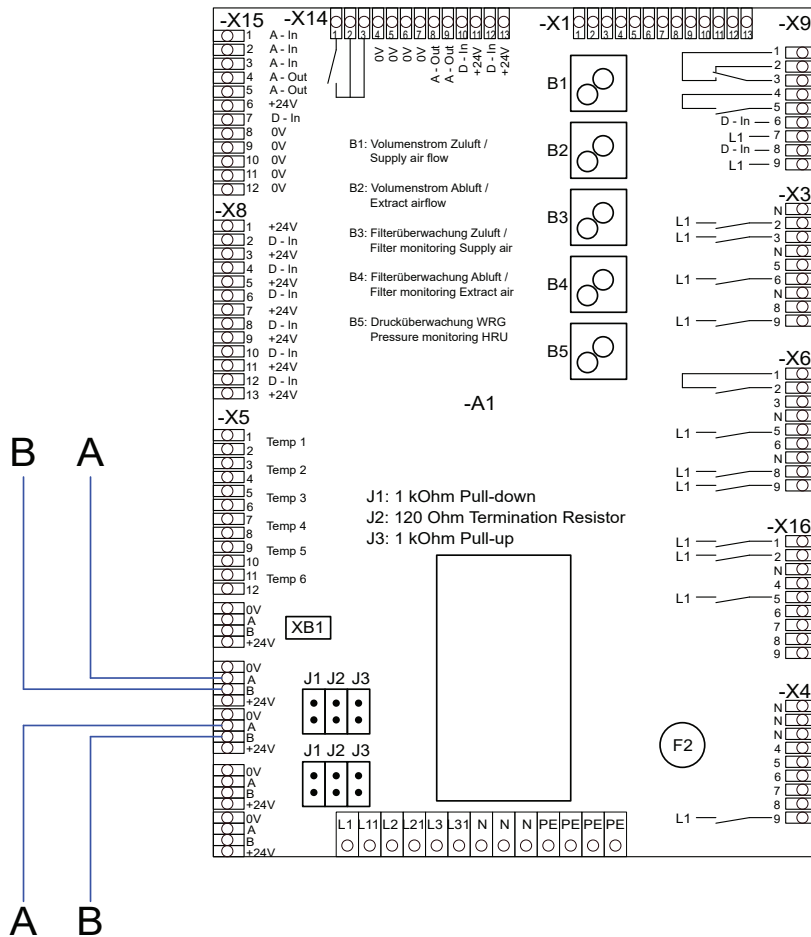 -X15
1 A - In
2 A - In
3 A - In
4 A - Out
5 A - Out
6 +24V
7 D - In
8 0V
9 0V
10 0V
11 0V
12 0V
-X14
1 2 3 4 5 6 7 8 9 10 11 12 13
0V
0V
0V
0V
A - Out
A - Out
D - In
+24V
D - In
+24V
-X1
1 2 3 4 5 6 7 8 9 10 11 12 13
-X9
1
2
3
4
5
D - In 6
L1 7
D - In 8
L1 9
B1
B2
B3
B4
B5
B1: Volumenstrom Zuluft /
Supply air flow
B2: Volumenstrom Abluft /
Extract airflow
B3: Filterüberwachung Zuluft /
Filter monitoring Supply air
B4: Filterüberwachung Abluft /
Filter monitoring Extract air
B5: Drucküberwachung WRG
Pressure monitoring HRU
-X8
1 +24V
2 D - In
3 +24V
4 D - In
5 +24V
6 D - In
7 +24V
8 D - In
9 +24V
10 D - In
11 +24V
12 D - In
13 +24V
-X3
N
L1 2
L1 3
N
5
L1 6
N
8
L1 9
-A1
-X6
1
2
3
N
L1 5
6
N
L1 8
L1 9
-X5
1
2
Temp 1
3
4
Temp 2
5
6
Temp 3
7
8
Temp 4
9
10
Temp 5
11
12
Temp 6
B A
J1: 1 kOhm Pull-down
J2: 120 Ohm Termination Resistor
J3: 1 kOhm Pull-up
-X16
L1 1
L1 2
N
4
L1 5
6
7
8
9
0V
A
B
+24V
XB1
0V
A
B
+24V
0V
A
B
+24V
J1 J2 J3
J1 J2 J3
0V
A
B
+24V
0V
A
B
+24V
F2
-X4
N
N
N
4
5
6
7
8
L1 9
L1 L11 L2 L21 L3 L31 N N N PE PE PE PE
A B